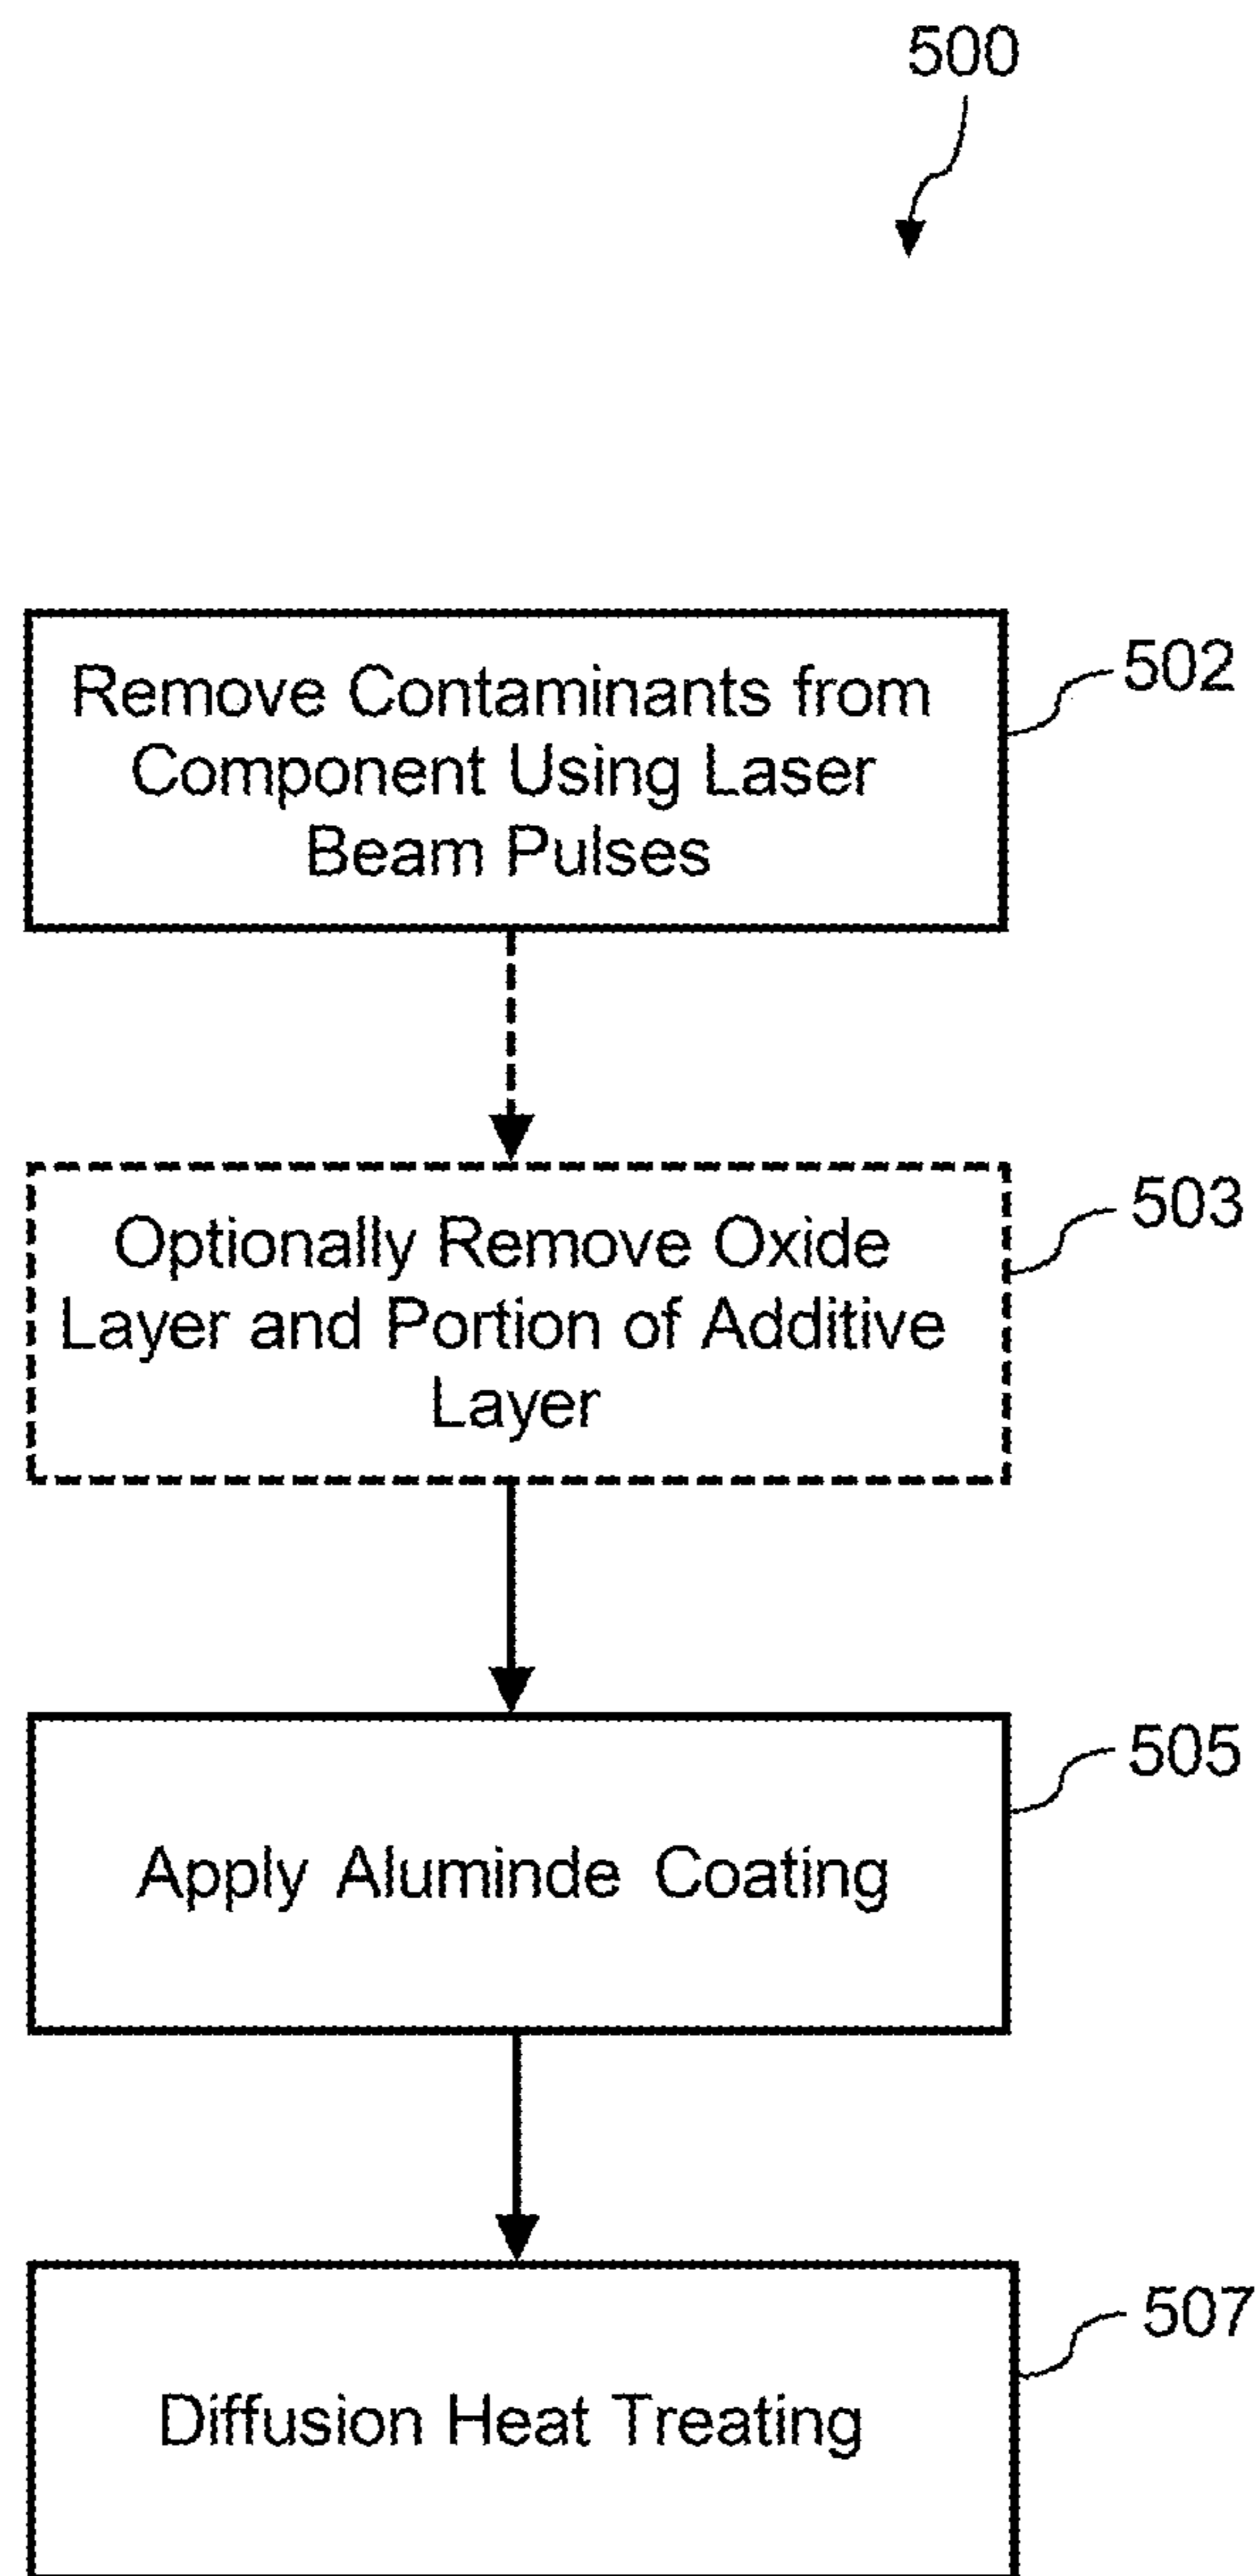 500
Remove Contaminants from
Component Using Laser
Beam Pulses
502
Optionally Remove Oxide
Layer and Portion of Additive
Layer
503
Apply Aluminde Coating
505
Diffusion Heat Treating
507